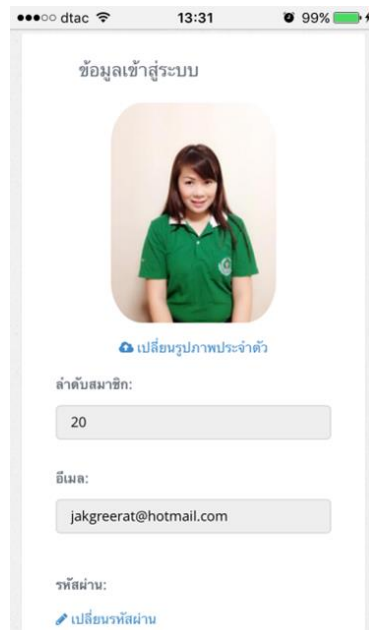 dtac 13:31 99%
ข้อมูลเข้าสู่ระบบ
เปลี่ยนรูปภาพประจำตัว
ลำดับสมาชิก:
20
อีเมล:
jakgreerat@hotmail.com
รหัสผ่าน:
เปลี่ยนรหัสผ่าน